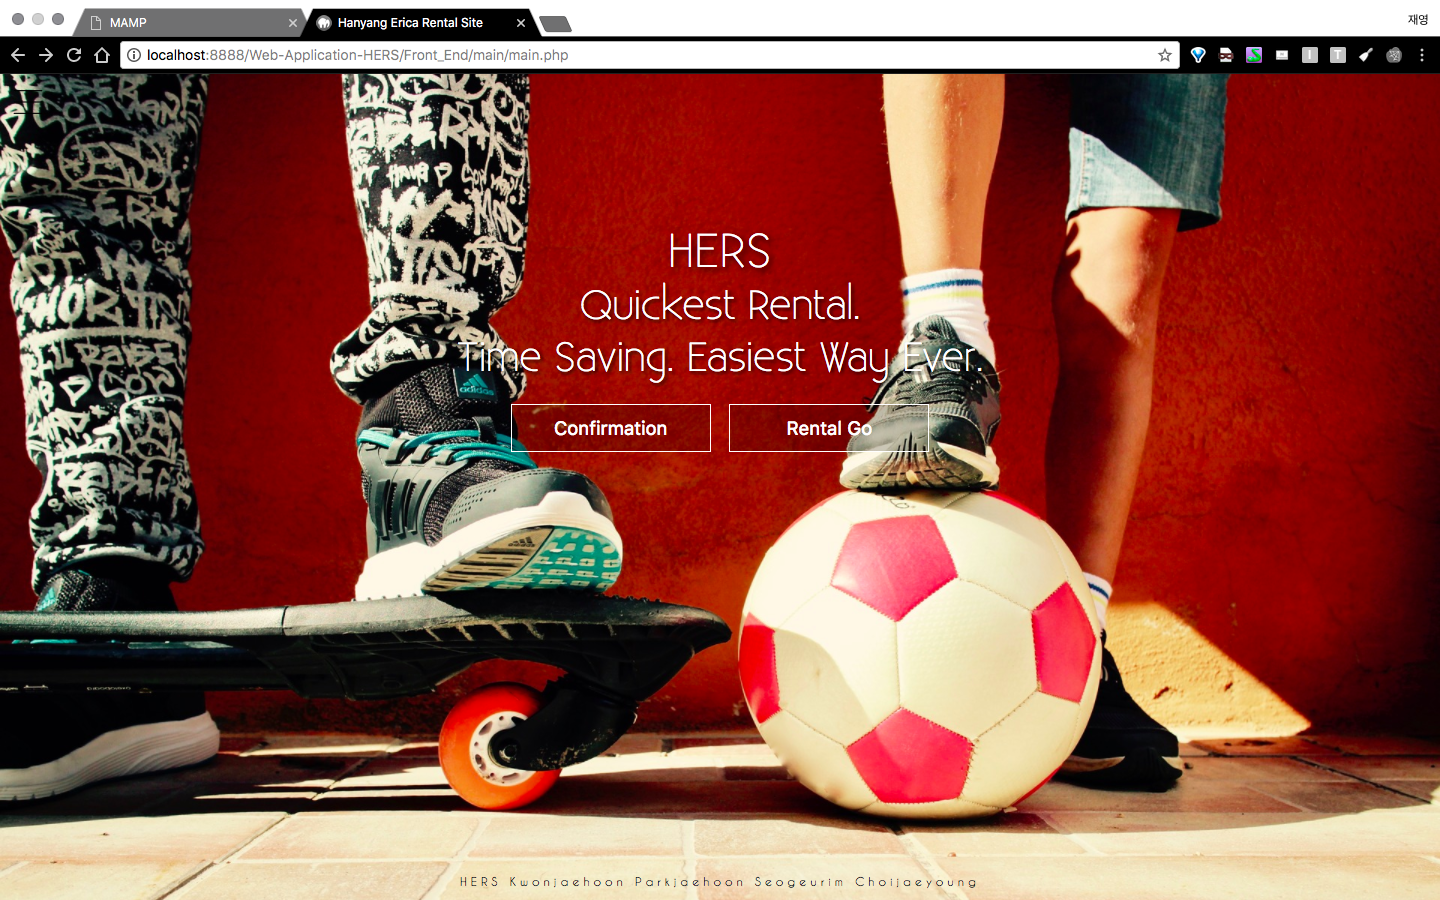 MAMP
Hanyang Erica Rental Site
재영
localhost:8888/Web-Application-HERS/Front_End/main/main.php
HERS
Quickest Rental.
Time Saving. Easiest Way Ever.
Confirmation
Rental Go
adidas
HERS Kwonjaehoon Parkjaehoon Seogeurim Choijaeyoung